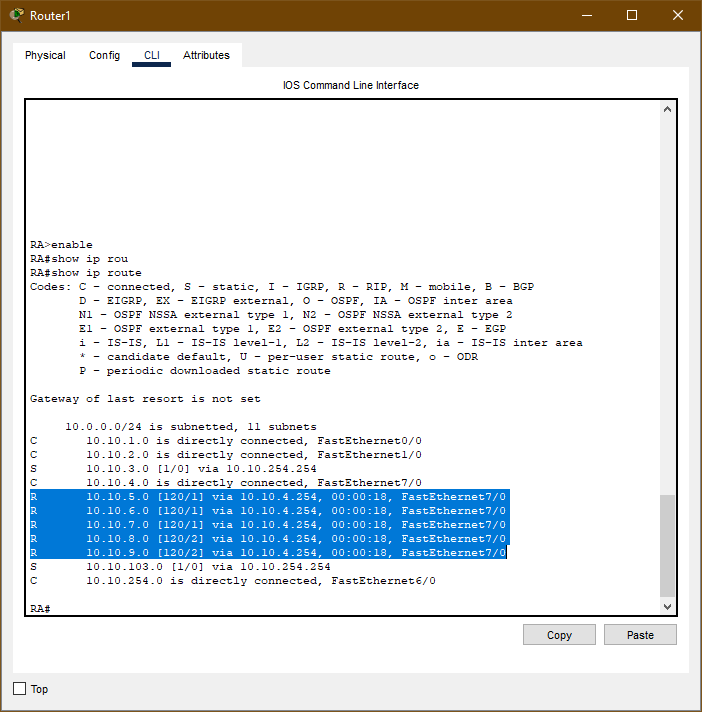 Router1
Physical Config CLI Attributes
IOS Command Line Interface
RA>enable
RA#show ip rou
RA#show ip route
Codes: C - connected, S - static, I - IGRP, R - RIP, M - mobile, B - BGP
       D - EIGRP, EX - EIGRP external, O - OSPF, IA - OSPF inter area
       N1 - OSPF NSSA external type 1, N2 - OSPF NSSA external type 2
       E1 - OSPF external type 1, E2 - OSPF external type 2, E - EGP
       i - IS-IS, L1 - IS-IS level-1, L2 - IS-IS level-2, ia - IS-IS inter area
       * - candidate default, U - per-user static route, o - ODR
       P - periodic downloaded static route
Gateway of last resort is not set
     10.0.0.0/24 is subnetted, 11 subnets
C       10.10.1.0 is directly connected, FastEthernet0/0
C       10.10.2.0 is directly connected, FastEthernet1/0
S       10.10.3.0 [1/0] via 10.10.254.254
C       10.10.4.0 is directly connected, FastEthernet7/0
R       10.10.5.0 [120/1] via 10.10.4.254, 00:00:18, FastEthernet7/0
R       10.10.6.0 [120/1] via 10.10.4.254, 00:00:18, FastEthernet7/0
R       10.10.7.0 [120/1] via 10.10.4.254, 00:00:18, FastEthernet7/0
R       10.10.8.0 [120/2] via 10.10.4.254, 00:00:18, FastEthernet7/0
R       10.10.9.0 [120/2] via 10.10.4.254, 00:00:18, FastEthernet7/0
S       10.10.103.0 [1/0] via 10.10.254.254
C       10.10.254.0 is directly connected, FastEthernet6/0
RA#
Copy Paste
Top